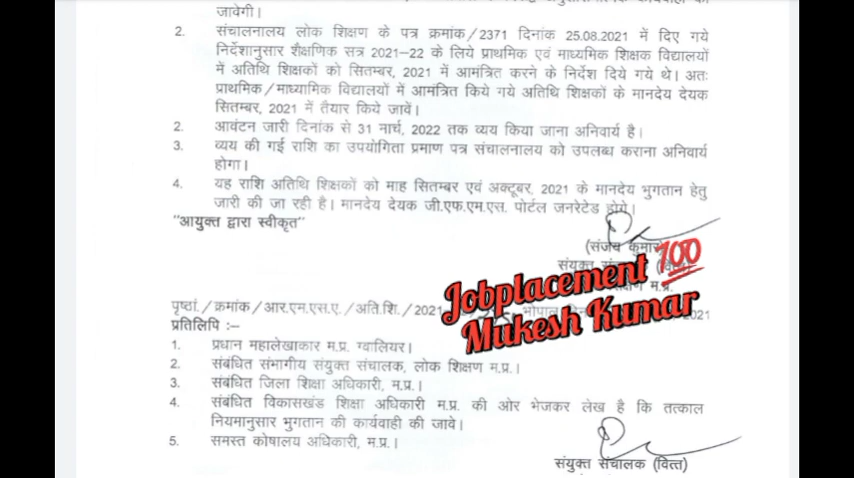 जावेगी।
2. संचालनालय लोक शिक्षण के पत्र क्रमांक/2371 दिनांक 25.08.2021 में दिए गये
निर्देशानुसार शैक्षणिक सत्र 2021-22 के लिये प्राथमिक एवं माध्यमिक शिक्षक विद्यालयों
में अतिथि शिक्षकों को सितम्बर, 2021 में आमंत्रित करने के निर्देश दिये गये थे। अतः
प्राथमिक/माध्यामिक विद्यालयों में आमंत्रित किये गये अतिथि शिक्षकों के मानदेय देयक
सितम्बर, 2021 में तैयार किये जावें।
2. आवंटन जारी दिनांक से 31 मार्च, 2022 तक व्यय किया जाना अनिवार्य है।
3. व्यय की गई राशि का उपयोगिता प्रमाण पत्र संचालनालय को उपलब्ध कराना अनिवार्य
होगा।
4. यह राशि अतिथि शिक्षकों को माह सितम्बर एवं अक्टूबर, 2021 के मानदेय भुगतान हेतु
जारी की जा रही है। मानदेय देयक जी.एफ.एम.एस. पोर्टल जनरेटेड होगे।
"आयुक्त द्वारा स्वीकृत"
(संजय कुमार)
संयुक्त (वित्त)
म.प्र.
Jobplacement 100
Mukesh Kumar
पृष्ठां./क्रमांक/आर.एम.एस.ए./अति.शि./2021 भोपाल 2021
प्रतिलिपि :–
1. प्रधान महालेखाकार म.प्र. ग्वालियर।
2. संबंधित संभागीय संयुक्त संचालक, लोक शिक्षण म.प्र.।
3. संबंधित जिला शिक्षा अधिकारी, म.प्र.।
4. संबंधित विकासखंड शिक्षा अधिकारी म.प्र. की ओर भेजकर लेख है कि तत्काल
नियमानुसार भुगतान की कार्यवाही की जावे।
5. समस्त कोषालय अधिकारी, म.प्र.।
संयुक्त संचालक (वित्त)